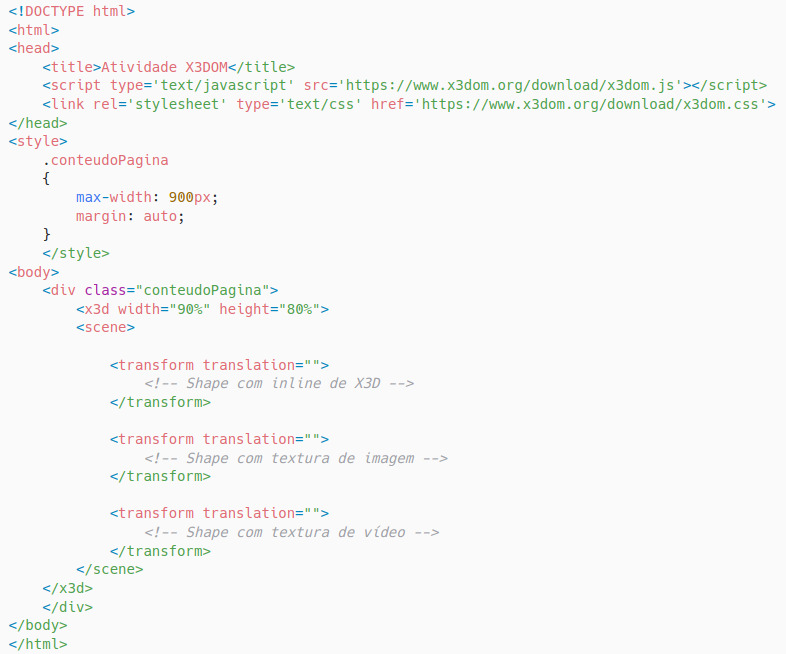 <!DOCTYPE html>
<html>
<head>
    <title>Atividade X3DOM</title>
    <script type='text/javascript' src='https://www.x3dom.org/download/x3dom.js'></script>
    <link rel='stylesheet' type='text/css' href='https://www.x3dom.org/download/x3dom.css'>
</head>
<style>
    .conteudoPagina
    {
        max-width: 900px;
        margin: auto;
    }
    </style>
<body>
    <div class="conteudoPagina">
        <x3d width="90%" height="80%">
        <scene>

            <transform translation="">
                <!-- Shape com inline de X3D -->
            </transform>

            <transform translation="">
                <!-- Shape com textura de imagem -->
            </transform>

            <transform translation="">
                <!-- Shape com textura de vídeo -->
            </transform>
        </scene>
    </x3d>
    </div>
</body>
</html>